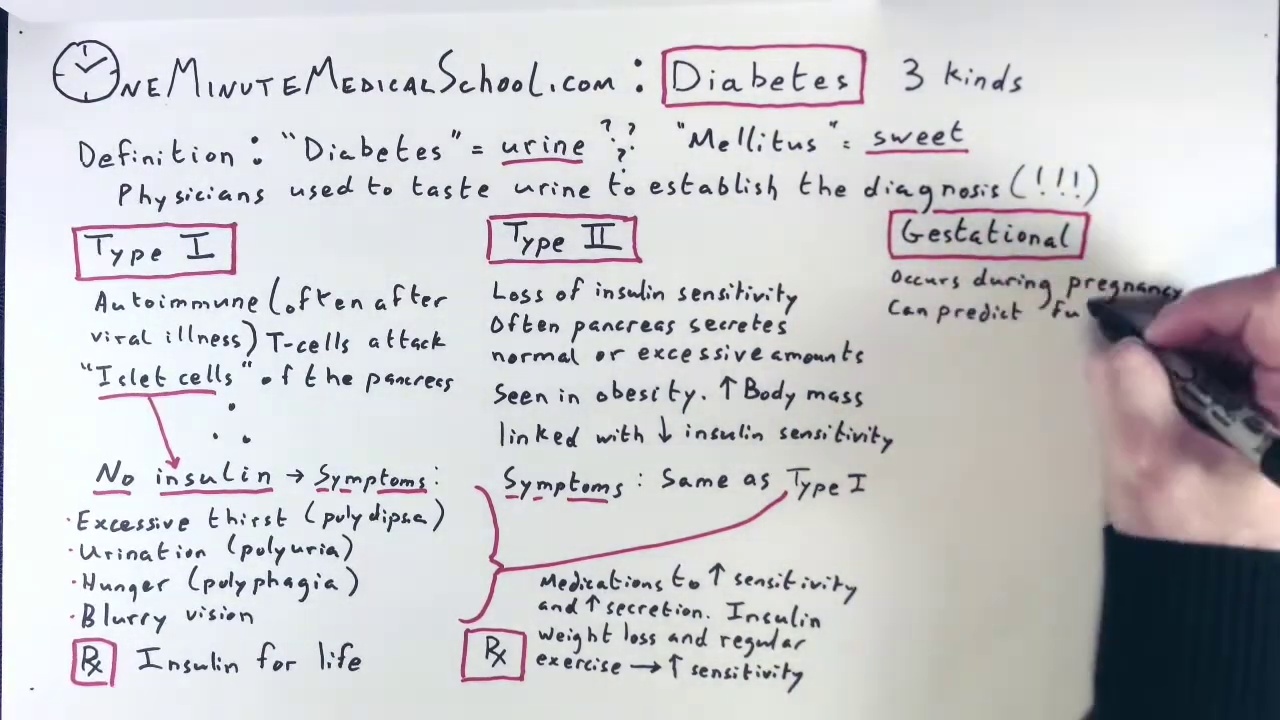 ONEMINUTEMEDICALSCHOOL.COM : Diabetes 3 kinds
Definition : "Diabetes" = urine ??? "Mellitus" = sweet
Physicians used to taste urine to establish the diagnosis (!!!)
Type I
Autoimmune (often after
viral illness) T-cells attack
"Islet cells" of the pancreas
No insulin → Symptoms :
· Excessive thirst (polydipsia)
· Urination (polyuria)
· Hunger (polyphagia)
· Blurry vision
Rx Insulin for life
Type II
Loss of insulin sensitivity
Often pancreas secretes
normal or excessive amounts
Seen in obesity. ↑ Body mass
linked with ↓ insulin sensitivity
Symptoms : Same as Type I
Rx
Medications to ↑ sensitivity
and ↑ secretion. Insulin
weight loss and regular
exercise → ↑ sensitivity
Gestational
Occurs during pregnancy
Can predict fu